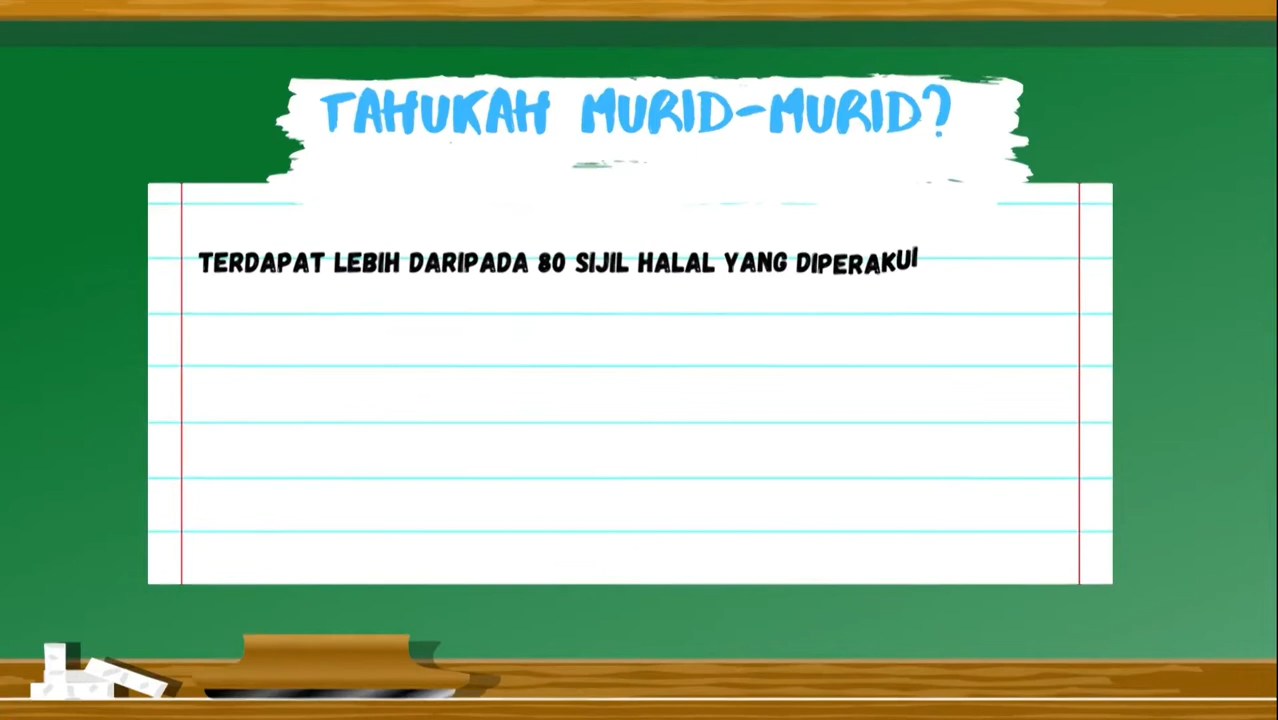 TAHUKAH MURID-MURID?
TERDAPAT LEBIH DARIPADA 80 SIJIL HALAL YANG DIPERAKUI